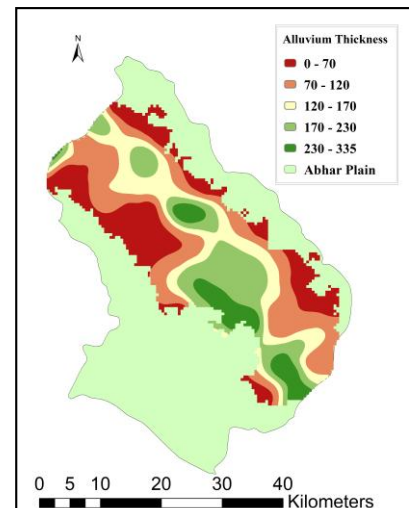 N
Alluvium Thickness
0 - 70
70 - 120
120 - 170
170 - 230
230 - 335
Abhar Plain
0 5 10 20 30 40
Kilometers